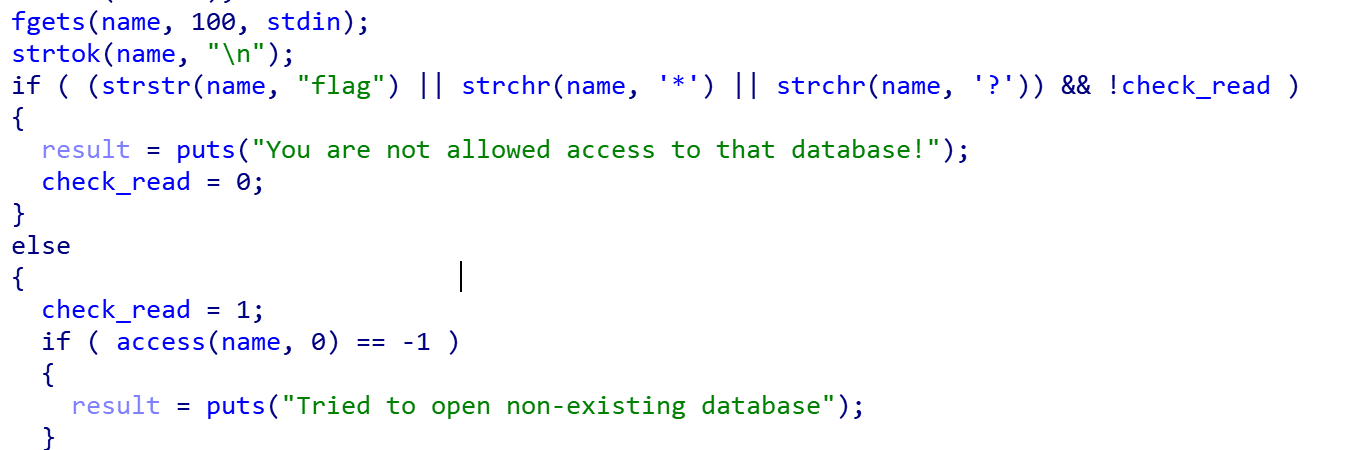 fgets(name, 100, stdin);
strtok(name, "\n");
if ( (strstr(name, "flag") || strchr(name, '*') || strchr(name, '?')) && !check_read )
{
  result = puts("You are not allowed access to that database!");
  check_read = 0;
}
else
{
  check_read = 1;
  if ( access(name, 0) == -1 )
  {
    result = puts("Tried to open non-existing database");
  }